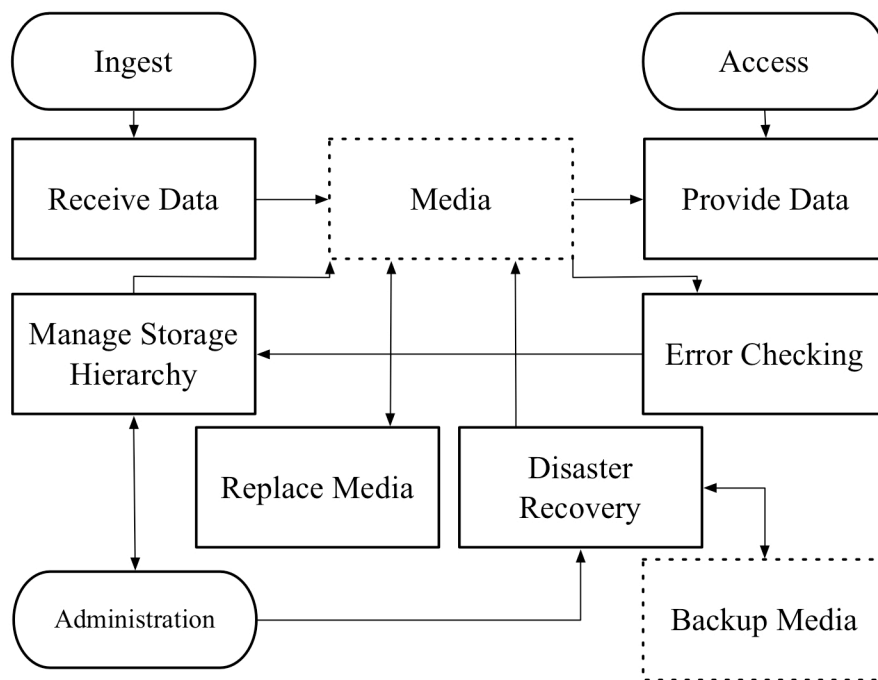 Ingest
Access
Receive Data
Media
Provide Data
Manage Storage
Hierarchy
Error Checking
Replace Media
Disaster
Recovery
Administration
Backup Media